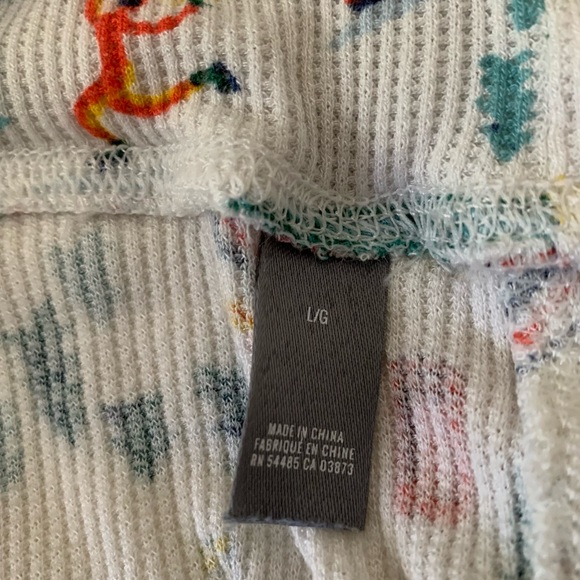 L/G
MADE IN CHINA
FABRIQUÉ EN CHINE
RN 54485 CA 03873